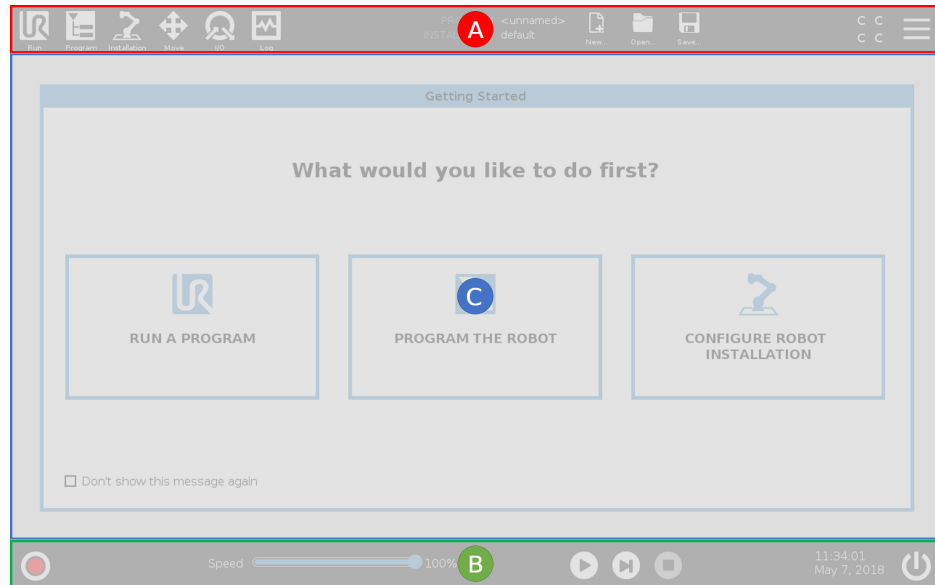 Run Program Installation Move I/O Log
A
<unnamed>
default
New... Open... Save...
C C
C C
Getting Started
What would you like to do first?
C
RUN A PROGRAM PROGRAM THE ROBOT CONFIGURE ROBOT
INSTALLATION
Don't show this message again
Speed 100% B
11:34:01
May 7, 2018